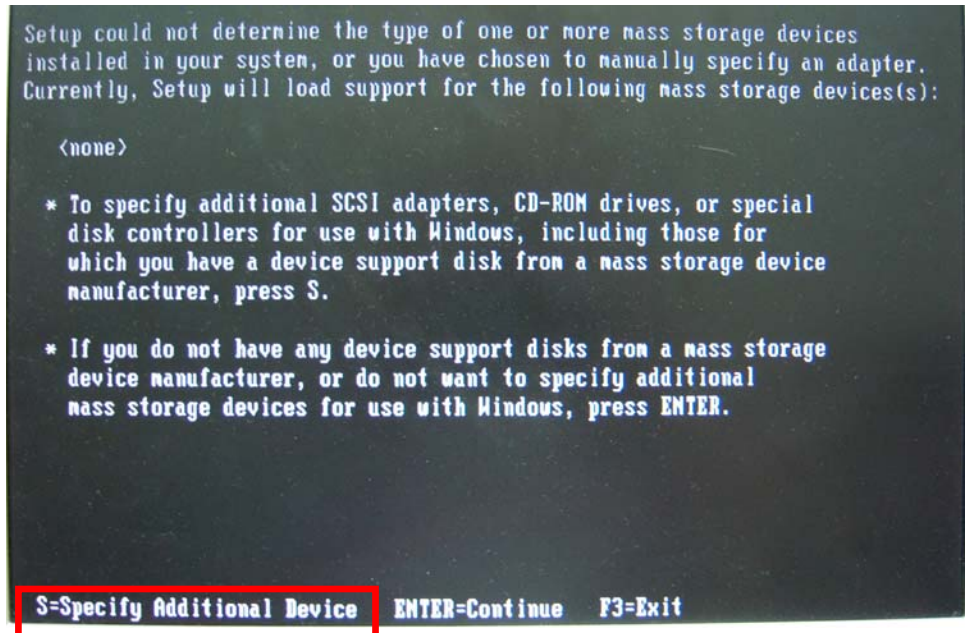 Setup could not determine the type of one or more mass storage devices
installed in your system, or you have chosen to manually specify an adapter.
Currently, Setup will load support for the following mass storage devices(s):
<none>
* To specify additional SCSI adapters, CD-ROM drives, or special
disk controllers for use with Windows, including those for
which you have a device support disk from a mass storage device
manufacturer, press S.
* If you do not have any device support disks from a mass storage
device manufacturer, or do not want to specify additional
mass storage devices for use with Windows, press ENTER.
S=Specify Additional Device ENTER=Continue F3=Exit